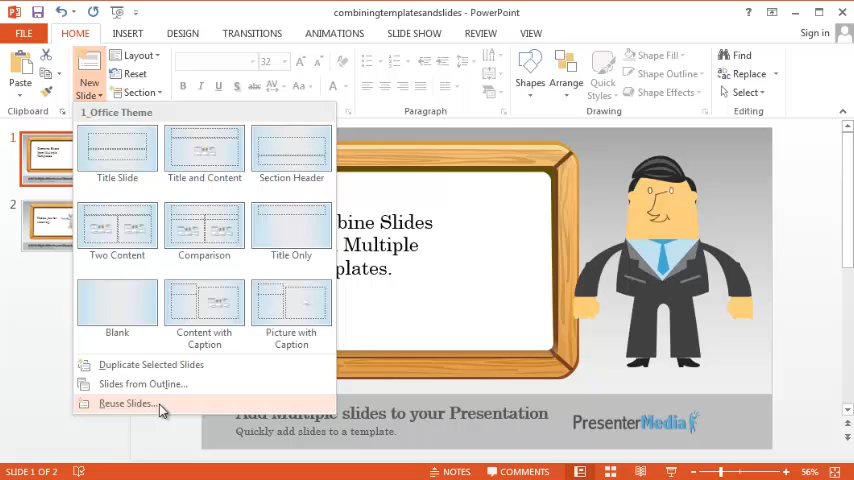 combiningtemplatesandslides - PowerPoint
Sign in
FILE HOME INSERT DESIGN TRANSITIONS ANIMATIONS SLIDE SHOW REVIEW VIEW
Paste
New Slide
Layout
Reset
Section
32
Shapes
Arrange
Quick Styles
Shape Fill
Shape Outline
Shape Effects
Find
Replace
Select
Clipboard
Drawing
Editing
1_Office Theme
Title Slide Title and Content Section Header
Two Content Comparison Title Only
Blank Content with Caption Picture with Caption
Duplicate Selected Slides
Slides from Outline...
Reuse Slides...
1
2
bine Slides
Multiple
plates.
Add Multiple slides to your Presentation
Quickly add slides to a template.
PresenterMedia
SLIDE 1 OF 2
NOTES
COMMENTS
56%